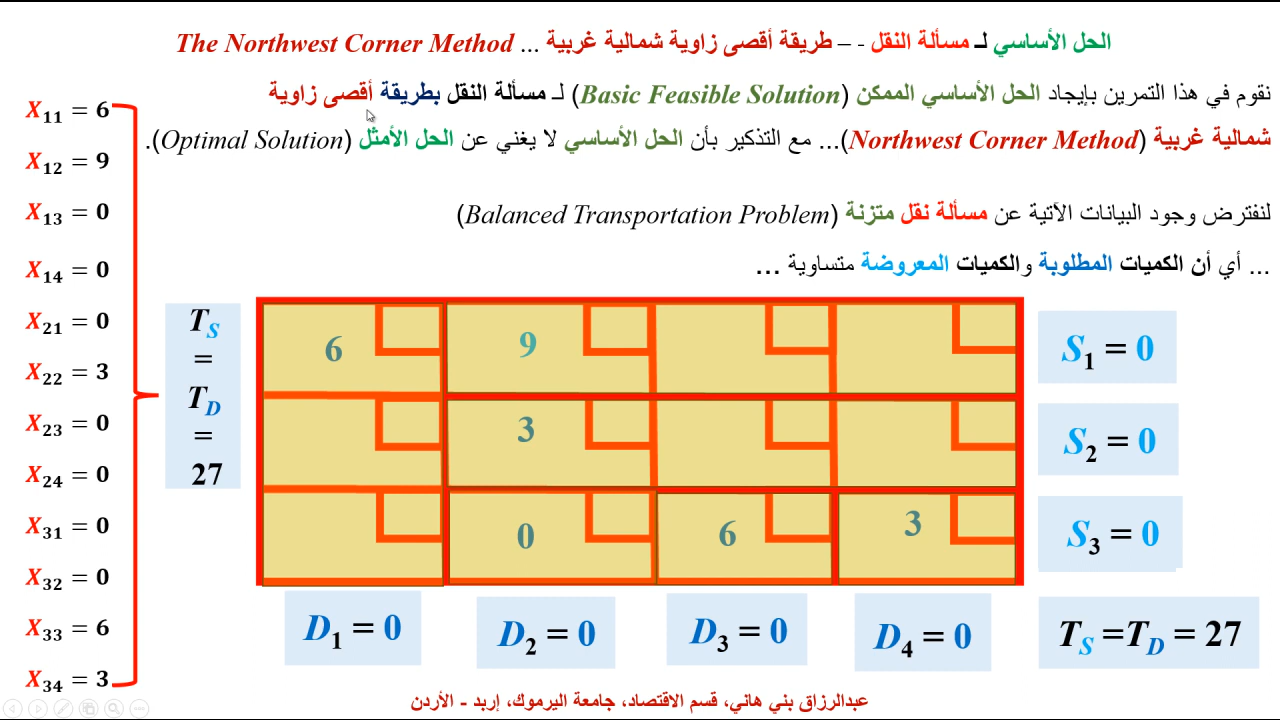 الحل الأساسي لـ مسألة النقل - – طريقة أقصى زاوية شمالية غربية ... The Northwest Corner Method
نقوم في هذا التمرين بإيجاد الحل الأساسي الممكن (Basic Feasible Solution) لـ مسألة النقل بطريقة أقصى زاوية
شمالية غربية (Northwest Corner Method)... مع التذكير بأن الحل الأساسي لا يغني عن الحل الأمثل (Optimal Solution).
لنفترض وجود البيانات الآتية عن مسألة نقل متزنة (Balanced Transportation Problem)
... أي أن الكميات المطلوبة والكميات المعروضة متساوية ...
X11 = 6
X12 = 9
X13 = 0
X14 = 0
X21 = 0
X22 = 3
X23 = 0
X24 = 0
X31 = 0
X32 = 0
X33 = 6
X34 = 3
TS
=
TD
=
27
6 9 S1 = 0
3 S2 = 0
0 6 3 S3 = 0
D1 = 0 D2 = 0 D3 = 0 D4 = 0 TS =TD = 27
عبدالرزاق بني هاني، قسم الاقتصاد، جامعة اليرموك، إربد - الأردن